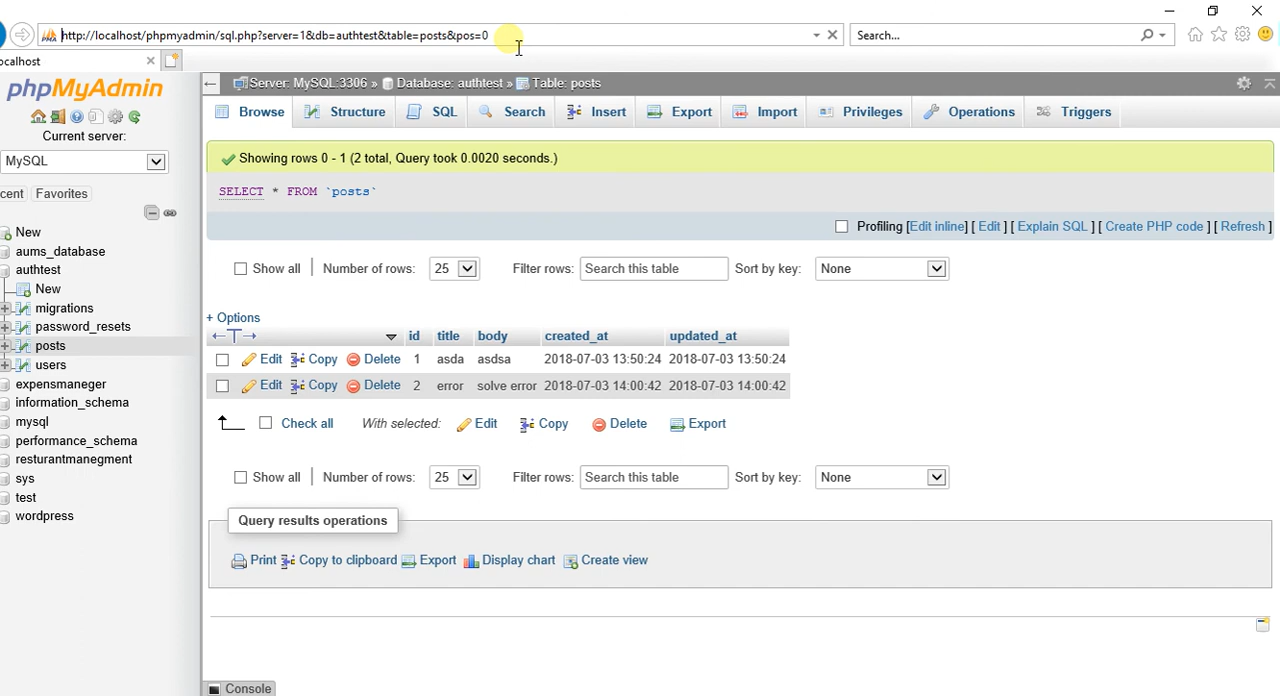 http://localhost/phpmyadmin/sql.php?server=1&db=authtest&table=posts&pos=0
Search...
ocalhost
phpMyAdmin
Current server:
MySQL
cent Favorites
New
aums_database
authtest
New
migrations
password_resets
posts
users
expensmaneger
information_schema
mysql
performance_schema
resturantmanegment
sys
test
wordpress
Server: MySQL:3306 » Database: authtest » Table: posts
Browse Structure SQL Search Insert Export Import Privileges Operations Triggers
Showing rows 0 - 1 (2 total, Query took 0.0020 seconds.)
SELECT * FROM `posts`
Profiling [Edit inline] [ Edit ] [ Explain SQL ] [ Create PHP code ] [ Refresh ]
Show all Number of rows: 25 Filter rows: Search this table Sort by key: None
+ Options
←T→ id title body created_at updated_at
Edit Copy Delete 1 asda asdsa 2018-07-03 13:50:24 2018-07-03 13:50:24
Edit Copy Delete 2 error solve error 2018-07-03 14:00:42 2018-07-03 14:00:42
Check all With selected: Edit Copy Delete Export
Show all Number of rows: 25 Filter rows: Search this table Sort by key: None
Query results operations
Print Copy to clipboard Export Display chart Create view
Console